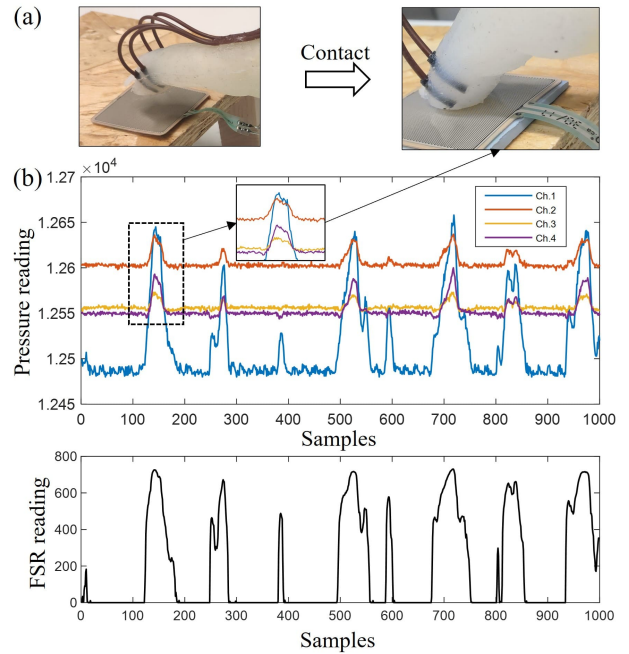 (a)
Contact
(b)
×10⁴
1.27
1.265
1.26
1.255
1.25
1.245
Pressure reading
Ch.1
Ch.2
Ch.3
Ch.4
0 100 200 300 400 500 600 700 800 900 1000
Samples
800
600
400
200
0
FSR reading
0 100 200 300 400 500 600 700 800 900 1000
Samples